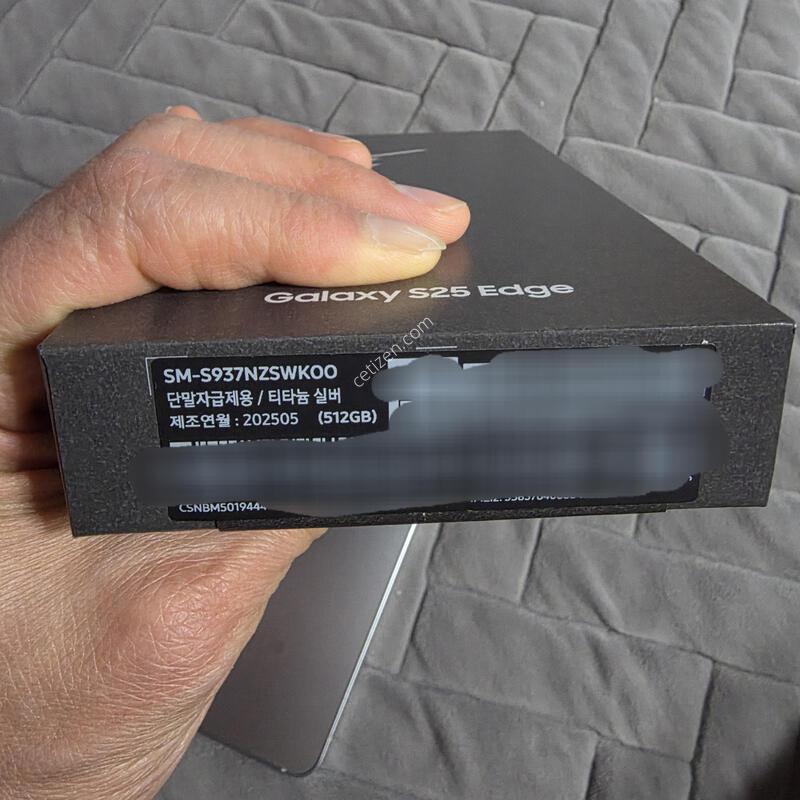 Galaxy S25 Edge
cetizen.com
SM-S937NZSWKOO
단말자급제용 / 티타늄 실버
제조연월 : 202505 (512GB)